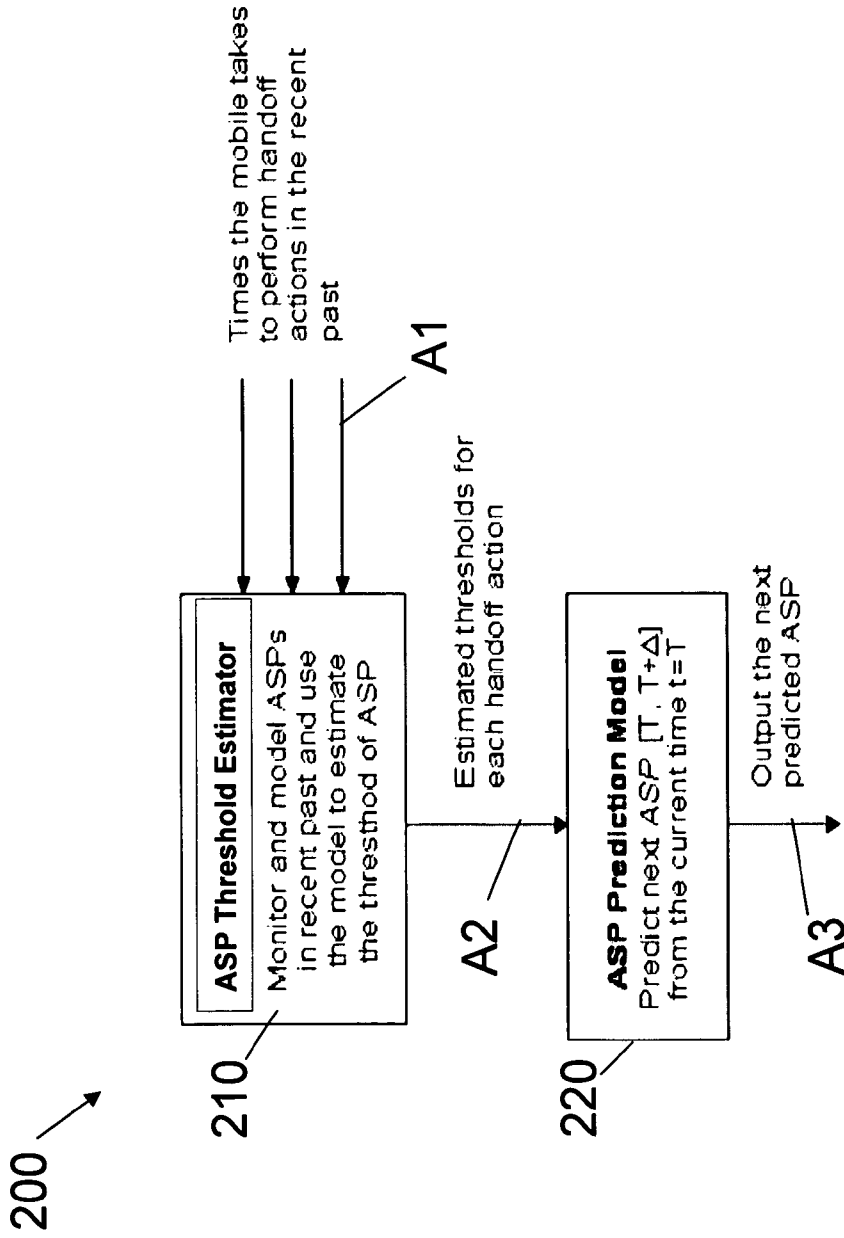 200
210
ASP Threshold Estimator
Monitor and model ASPs
in recent past and use
the model to estimate
the thresthod of ASP
Times the mobile takes
to perform handoff
actions in the recent
past
A1
A2
Estimated thresholds for
each handoff action
220
ASP Prediction Model
Predict next ASP [T, T+Δ]
from the current time t=T
A3
Output the next
predicted ASP